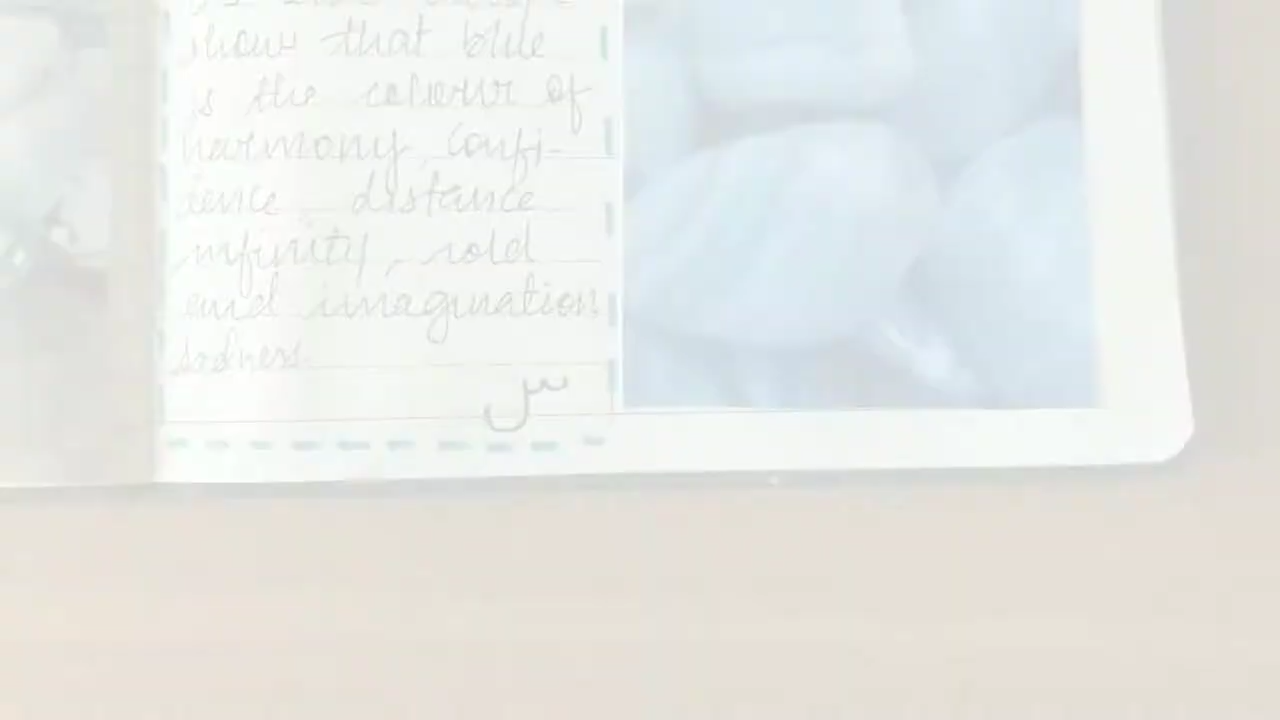 show that blue
is the colour of
harmony, confi-
dence, distance
infinity, cold
and imagination
sadness.
س